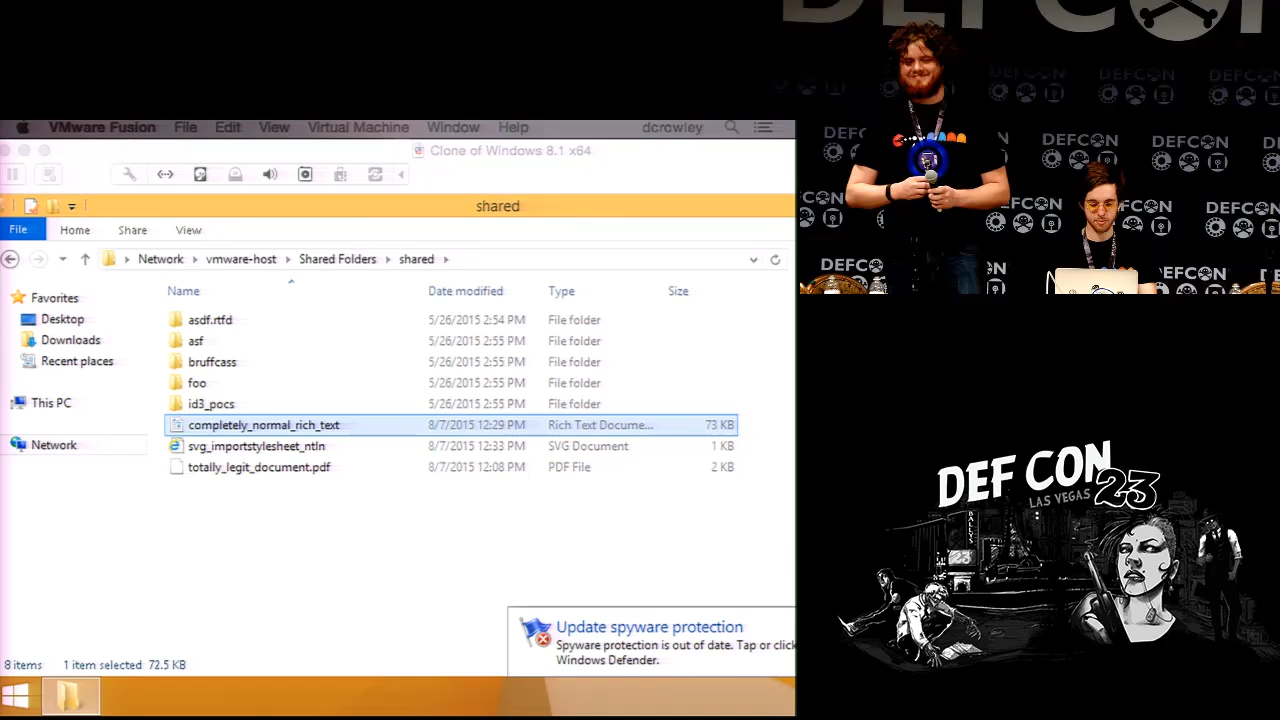 VMware Fusion File Edit View Virtual Machine Window Help dcrowley
Clone of Windows 8.1 x64
shared
File Home Share View
Network vmware-host Shared Folders shared
Name Date modified Type Size
Favorites
Desktop
Downloads
Recent places
This PC
Network
asdf.rtfd 5/26/2015 2:54 PM File folder
asf 5/26/2015 2:55 PM File folder
bruffcass 5/26/2015 2:55 PM File folder
foo 5/26/2015 2:55 PM File folder
id3_pocs 5/26/2015 2:55 PM File folder
completely_normal_rich_text 8/7/2015 12:29 PM Rich Text Docume... 73 KB
svg_importstylesheet_ntln 8/7/2015 12:33 PM SVG Document 1 KB
totally_legit_document.pdf 8/7/2015 12:08 PM PDF File 2 KB
Update spyware protection
Spyware protection is out of date. Tap or click
Windows Defender.
8 items 1 item selected 72.5 KB
DEFCON
DEFCON
DEFCON
DEFCON
DEFCON
DEF CON
LAS VEGAS 23
BALLYS